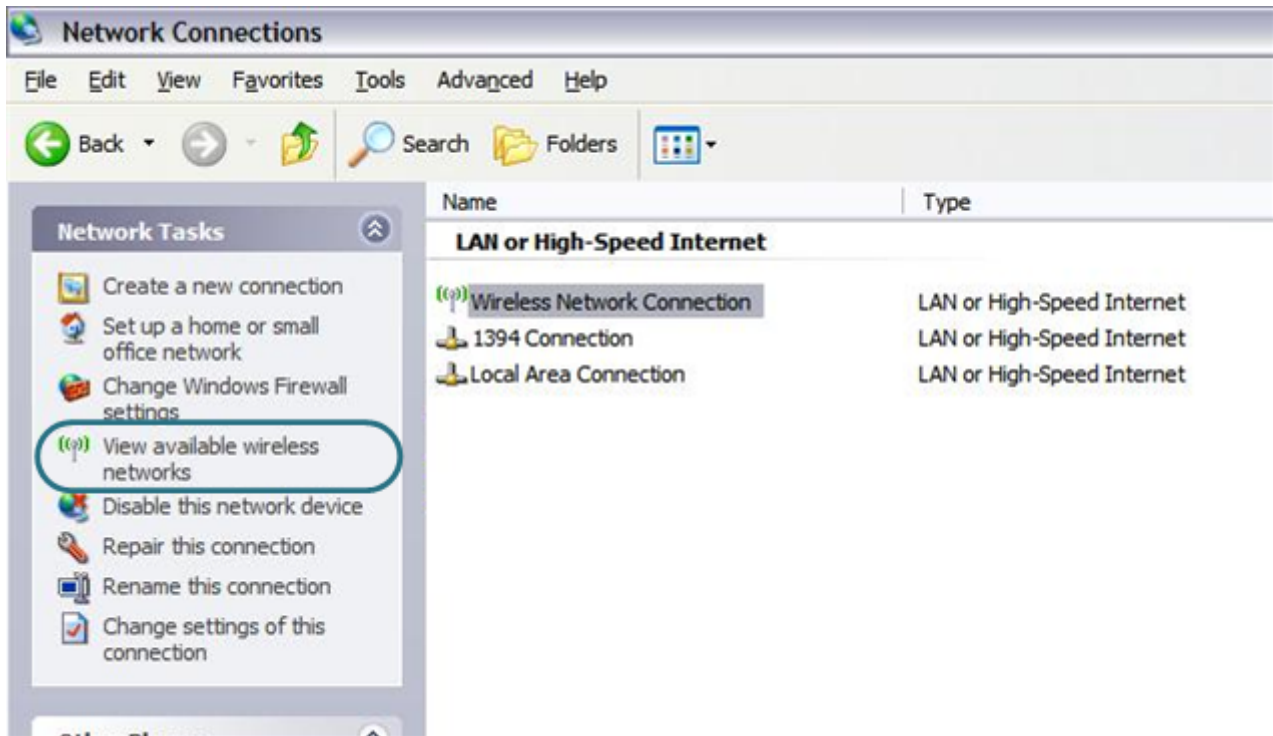 Network Connections
File Edit View Favorites Tools Advanced Help
Back Search Folders
Network Tasks
Create a new connection
Set up a home or small
office network
Change Windows Firewall
settings
View available wireless
networks
Disable this network device
Repair this connection
Rename this connection
Change settings of this
connection
Name Type
LAN or High-Speed Internet
Wireless Network Connection LAN or High-Speed Internet
1394 Connection LAN or High-Speed Internet
Local Area Connection LAN or High-Speed Internet